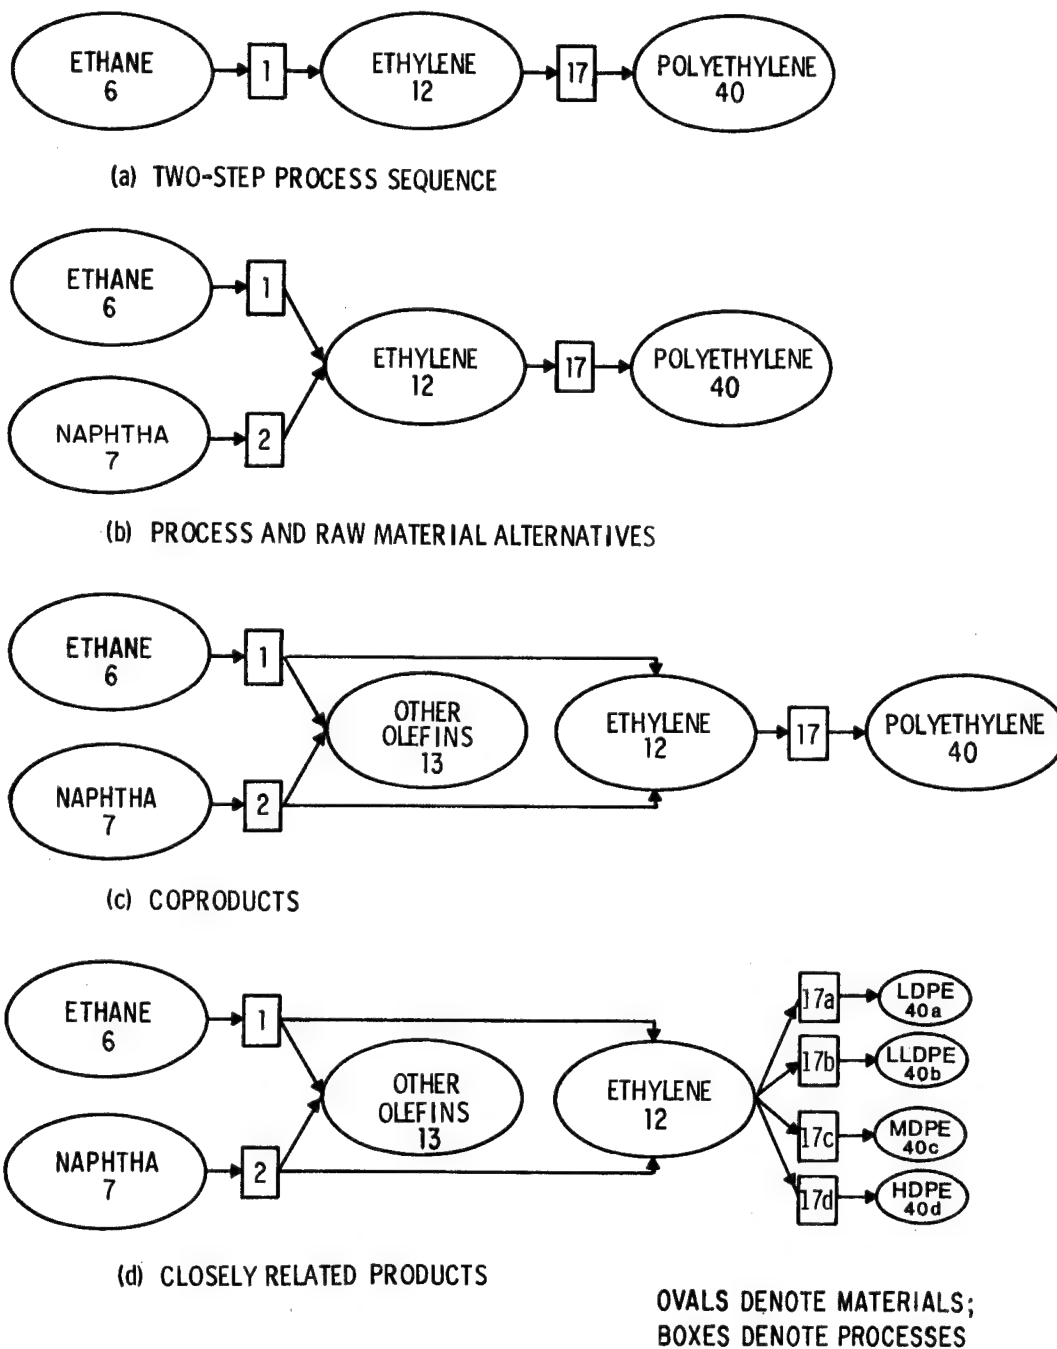 ETHANE
6
1
ETHYLENE
12
17
POLYETHYLENE
40
(a) TWO-STEP PROCESS SEQUENCE
ETHANE
6
1
NAPHTHA
7
2
ETHYLENE
12
17
POLYETHYLENE
40
(b) PROCESS AND RAW MATERIAL ALTERNATIVES
ETHANE
6
1
NAPHTHA
7
2
OTHER
OLEFINS
13
ETHYLENE
12
17
POLYETHYLENE
40
(c) COPRODUCTS
ETHANE
6
1
NAPHTHA
7
2
OTHER
OLEFINS
13
ETHYLENE
12
17a
LDPE
40a
17b
LLDPE
40b
17c
MDPE
40c
17d
HDPE
40d
(d) CLOSELY RELATED PRODUCTS
OVALS DENOTE MATERIALS;
BOXES DENOTE PROCESSES